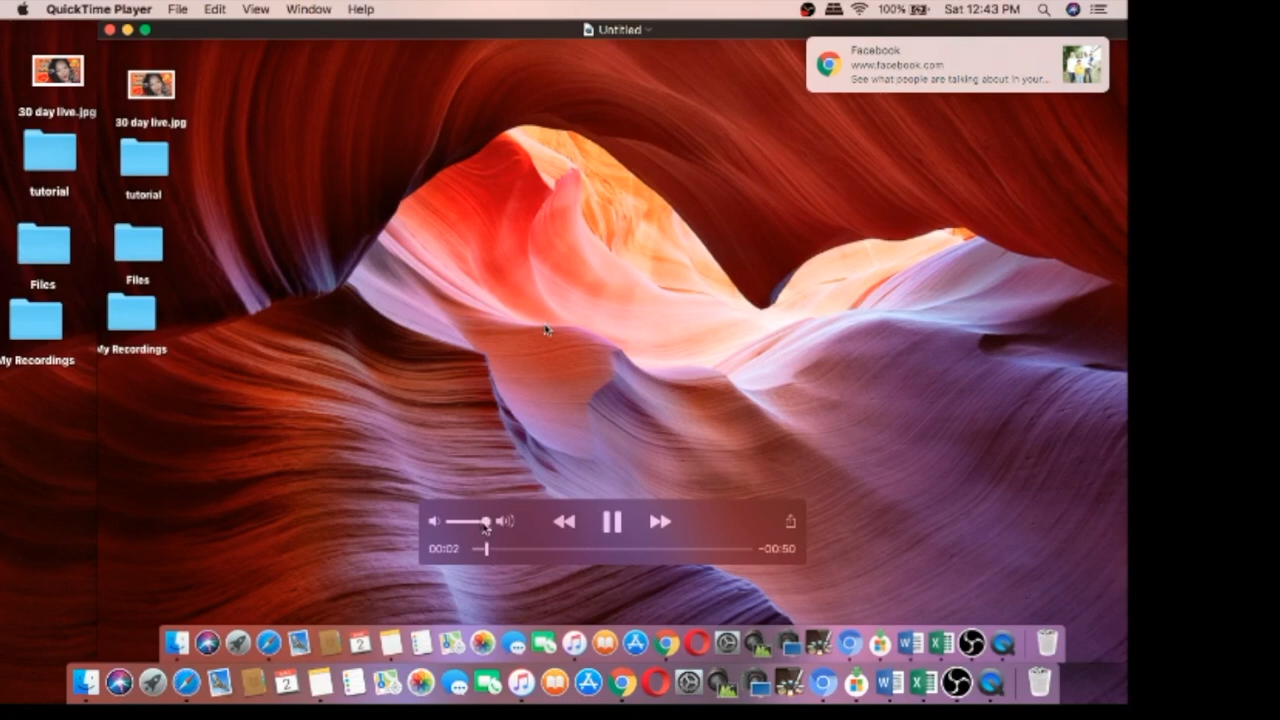 QuickTime Player File Edit View Window Help 100% Sat 12:43 PM
Untitled
Facebook
www.facebook.com
See what people are talking about in your...
30 day live.jpg
30 day live.jpg
tutorial
tutorial
Files
Files
My Recordings
My Recordings
00:02 -00:50
2
2